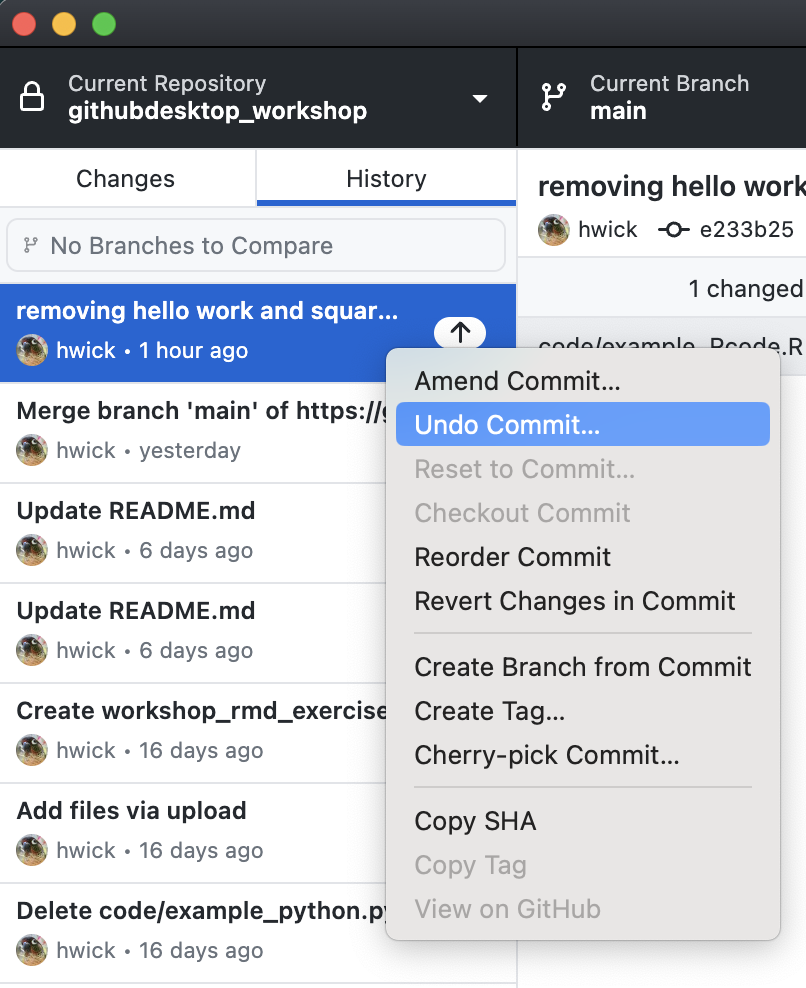 Current Repository
githubdesktop_workshop
Current Branch
main
Changes
History
No Branches to Compare
removing hello work and squar...
hwick • 1 hour ago
Merge branch 'main' of https://g
hwick • yesterday
Update README.md
hwick • 6 days ago
Update README.md
hwick • 6 days ago
Create workshop_rmd_exercise
hwick • 16 days ago
Add files via upload
hwick • 16 days ago
Delete code/example_python.py
hwick • 16 days ago
removing hello work
hwick e233b25
1 changed
code/example_Rcode.R
Amend Commit...
Undo Commit...
Reset to Commit...
Checkout Commit
Reorder Commit
Revert Changes in Commit
Create Branch from Commit
Create Tag...
Cherry-pick Commit...
Copy SHA
Copy Tag
View on GitHub